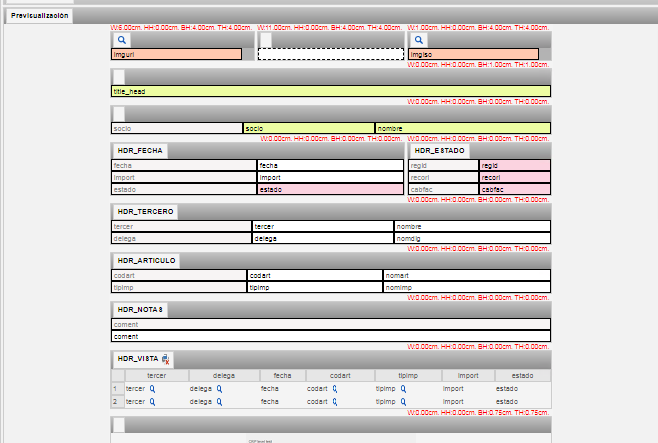 Previsualización
W:5.00cm. HH:0.00cm. BH:4.00cm. TH:4.00cm. W:11.00cm. HH:0.00cm. BH:4.00cm. TH:4.00cm. W:1.00cm. HH:0.00cm. BH:4.00cm. TH:4.00cm.
imgurl imgiso
W:0.00cm. HH:0.00cm. BH:1.00cm. TH:1.00cm.
title_head
W:0.00cm. HH:0.00cm. BH:0.00cm. TH:0.00cm.
socio socio nombre
W:0.00cm. HH:0.00cm. BH:0.00cm. TH:0.00cm. W:0.00cm. HH:0.00cm. BH:0.00cm. TH:0.00cm.
HDR_FECHA HDR_ESTADO
fecha fecha regid regid
import import recori recori
estado estado cabfac cabfac
W:0.00cm. HH:0.00cm. BH:0.00cm. TH:0.00cm.
HDR_TERCERO
tercer tercer nombre
delega delega nomdlg
W:0.00cm. HH:0.00cm. BH:0.00cm. TH:0.00cm.
HDR_ARTICULO
codart codart nomart
tipimp tipimp nomimp
W:0.00cm. HH:0.00cm. BH:0.00cm. TH:0.00cm.
HDR_NOTAS
coment
coment
W:0.00cm. HH:0.00cm. BH:0.00cm. TH:0.00cm.
HDR_VISTA
tercer delega fecha codart tipimp import estado
1 tercer delega fecha codart tipimp import estado
2 tercer delega fecha codart tipimp import estado
W:0.00cm. HH:0.00cm. BH:0.75cm. TH:0.75cm.